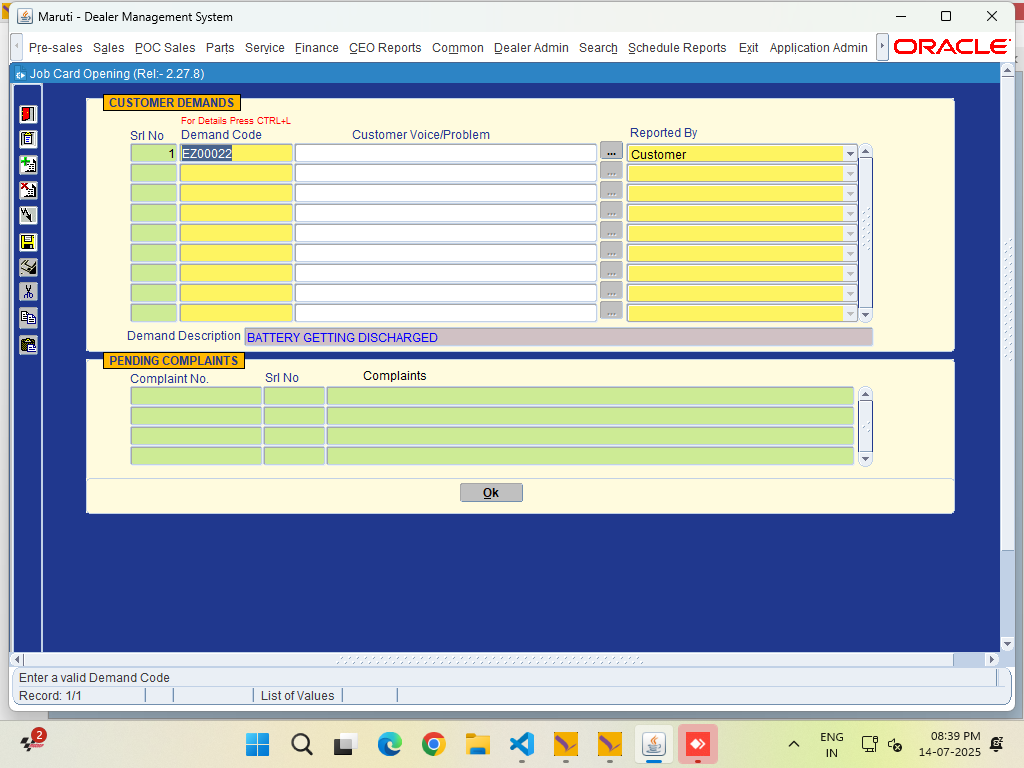 Maruti - Dealer Management System
Pre-sales Sales POC Sales Parts Service Finance CEO Reports Common Dealer Admin Search Schedule Reports Exit Application Admin ORACLE
Job Card Opening (Rel:- 2.27.8)
CUSTOMER DEMANDS
For Details Press CTRL+L
Srl No Demand Code Customer Voice/Problem Reported By
1 EZ00022 ... Customer
...
...
...
...
...
...
...
...
Demand Description BATTERY GETTING DISCHARGED
PENDING COMPLAINTS
Complaint No. Srl No Complaints
Ok
Enter a valid Demand Code
Record: 1/1 List of Values
2
ENG
IN
08:39 PM
14-07-2025